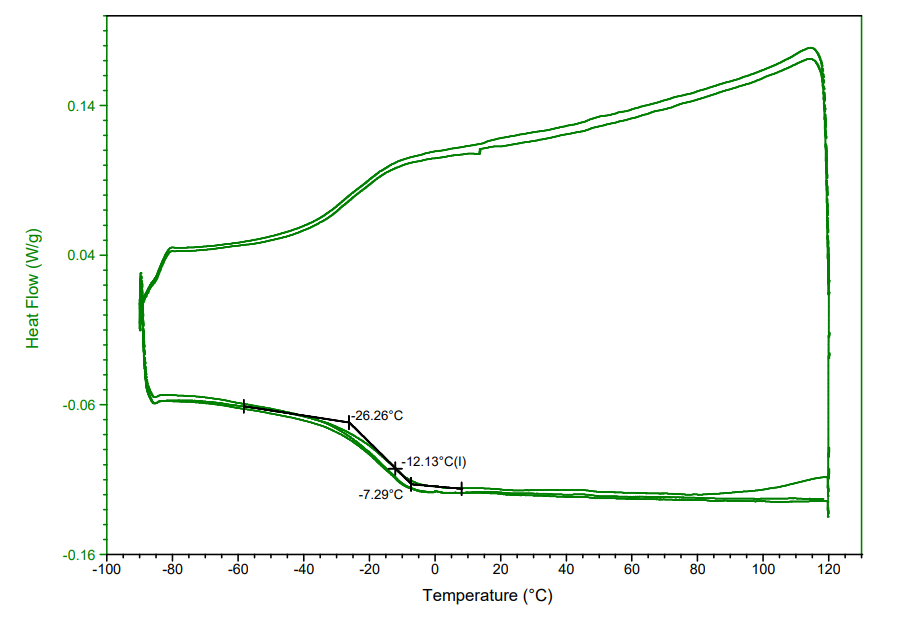 0.14
0.04
-0.06
-0.16
Heat Flow (W/g)
-26.26°C
-12.13°C(I)
-7.29°C
-100 -80 -60 -40 -20 0 20 40 60 80 100 120
Temperature (°C)